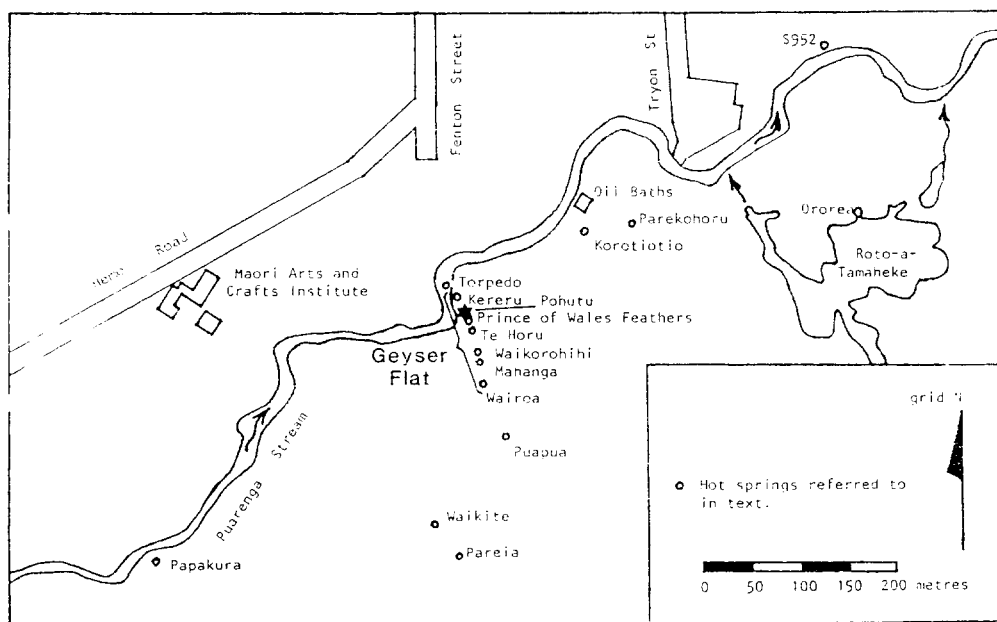 S952
Fenton Street
Tryon St
Road
Oil Baths
Parekohoru
Korotiotio
Ororea
Roto-a-
Tamaheke
Maori Arts and
Crafts Institute
Torpedo
Kereru
Pohutu
Prince of Wales Feathers
Te Horu
Geyser
Flat
Waikorohihi
Mahanga
Wairoa
Puarenga Stream
Puapua
Waikite
Pareia
Papakura
grid N
Hot springs referred to
in text.
0 50 100 150 200 metres